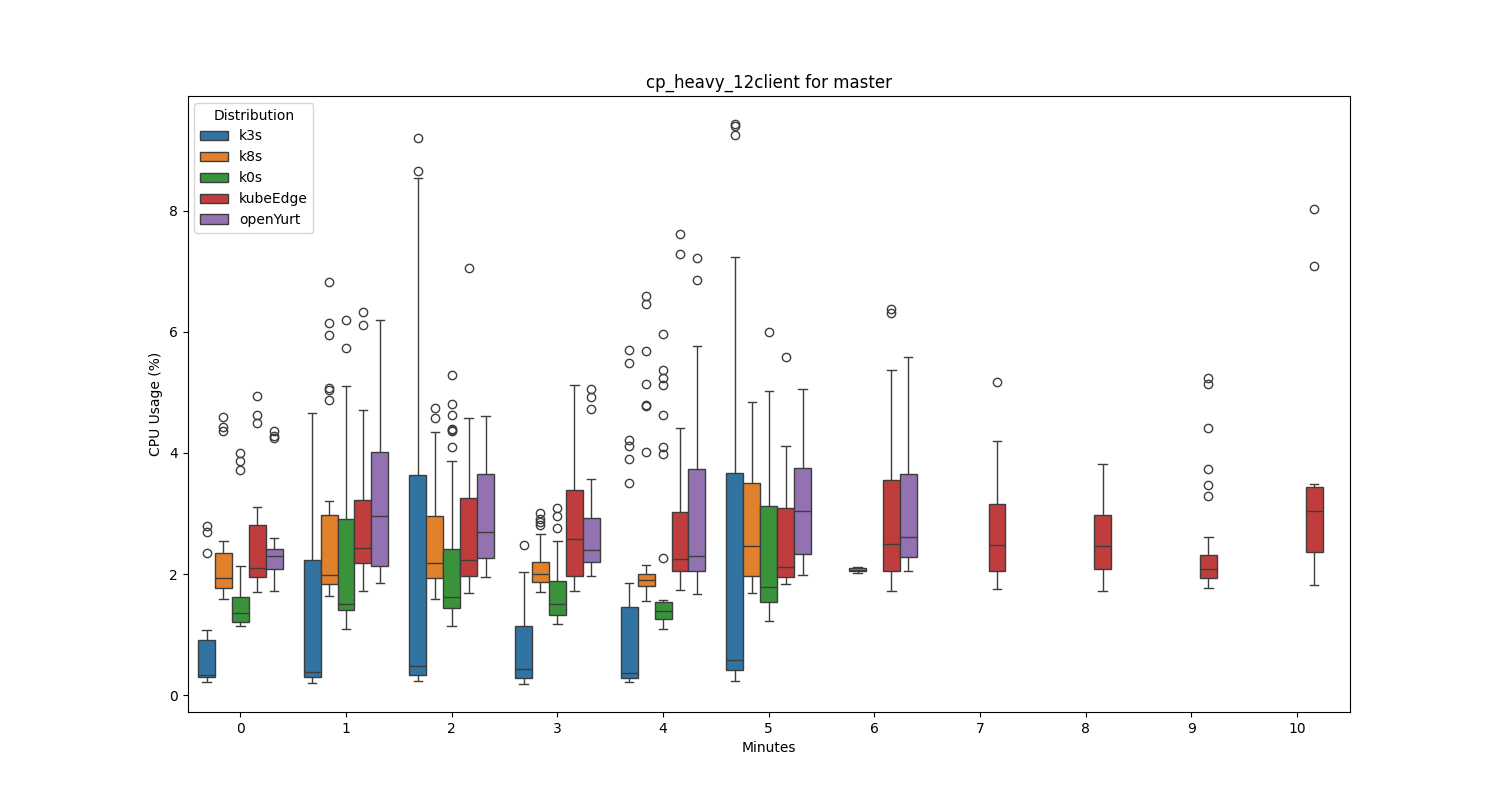 cp_heavy_12client for master
Distribution
k3s
k8s
k0s
kubeEdge
openYurt
CPU Usage (%)
8
6
4
2
0
0 1 2 3 4 5 6 7 8 9 10
Minutes